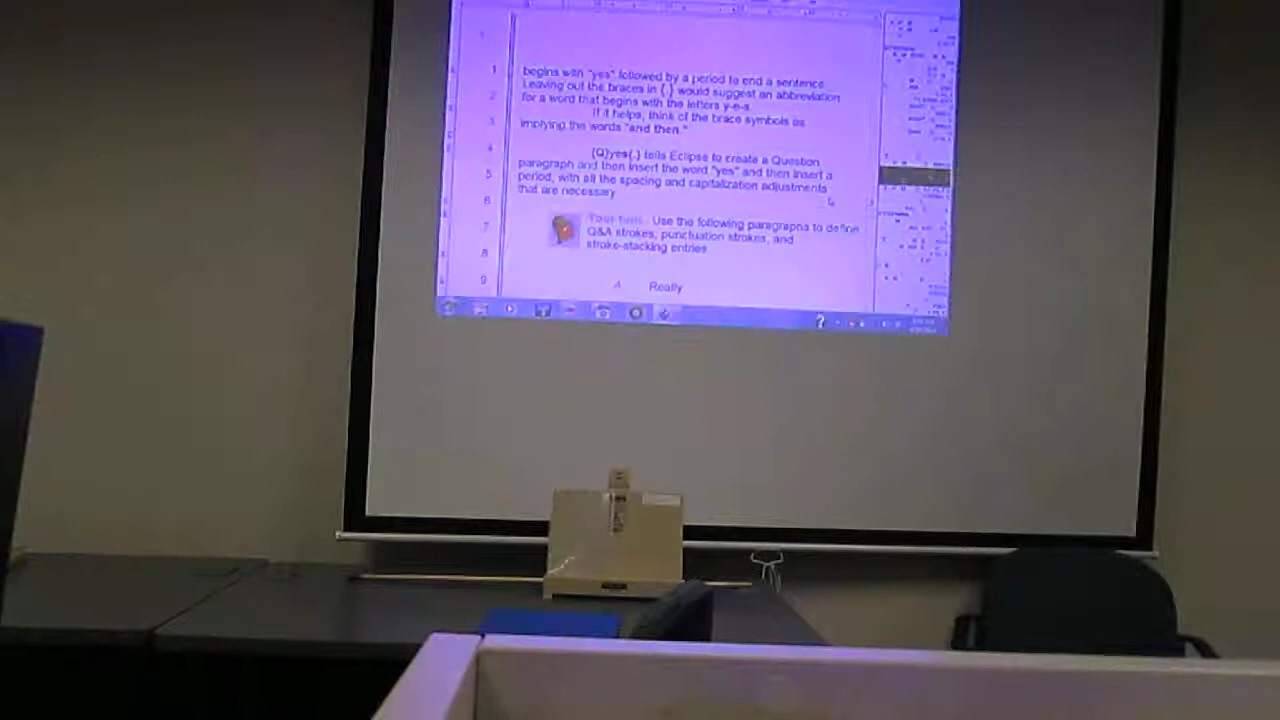 1
begins with "yes" followed by a period to end a sentence.
Leaving out the braces in {.} would suggest an abbreviation
2
for a word that begins with the letters y-e-s.
If it helps, think of the brace symbols as
3
implying the words "and then."
4
{Q}yes{.} tells Eclipse to create a Question
paragraph and then insert the word "yes" and then insert a
5
period, with all the spacing and capitalization adjustments
that are necessary
6
Your turn. Use the following paragraphs to define
7
Q&A strokes, punctuation strokes, and
stroke-stacking entries
8
9
A Really